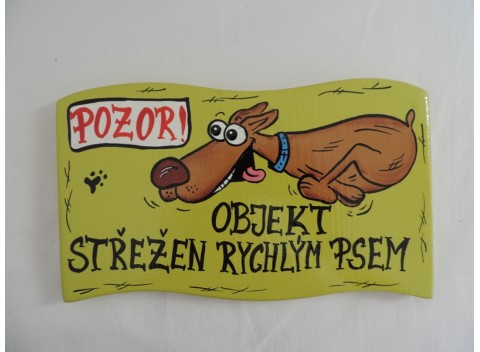 POZOR!
OBJEKT
STŘEŽEN RYCHLÝM PSEM